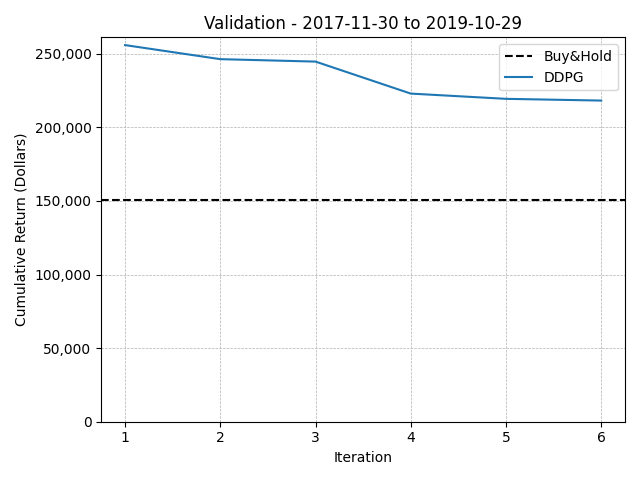 Validation - 2017-11-30 to 2019-10-29
Cumulative Return (Dollars)
250,000
200,000
150,000
100,000
50,000
0
Buy&Hold
DDPG
1 2 3 4 5 6
Iteration